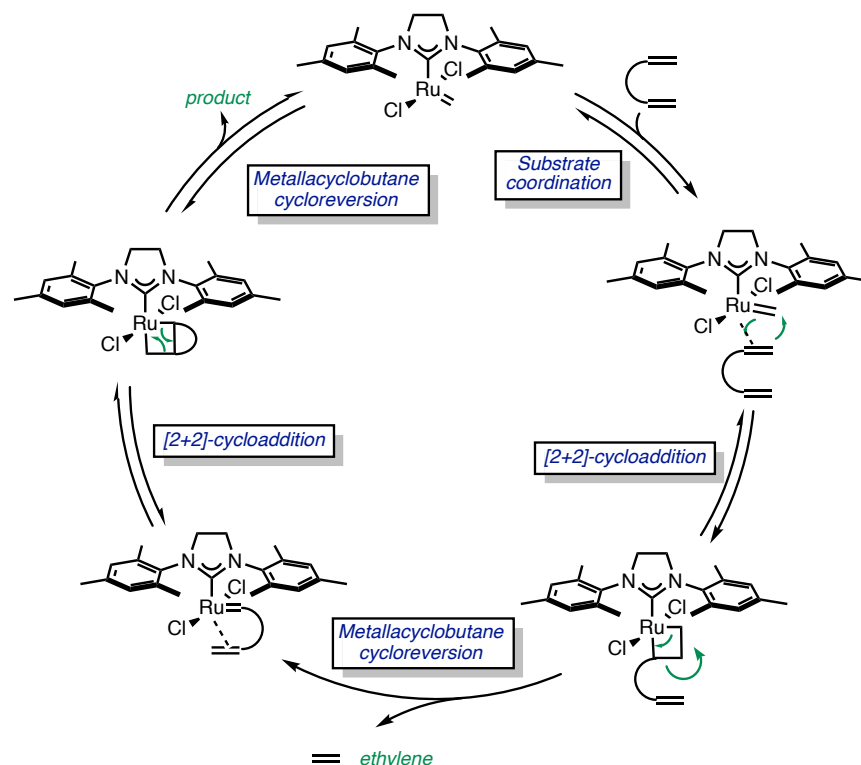 N N
Cl
Ru
Cl
product
Substrate
coordination
Metallacyclobutane
cycloreversion
N N
Cl
Ru
Cl
N N
Cl
Ru
Cl
[2+2]-cycloaddition
[2+2]-cycloaddition
N N
Cl
Ru
Cl
N N
Cl
Ru
Cl
Metallacyclobutane
cycloreversion
ethylene